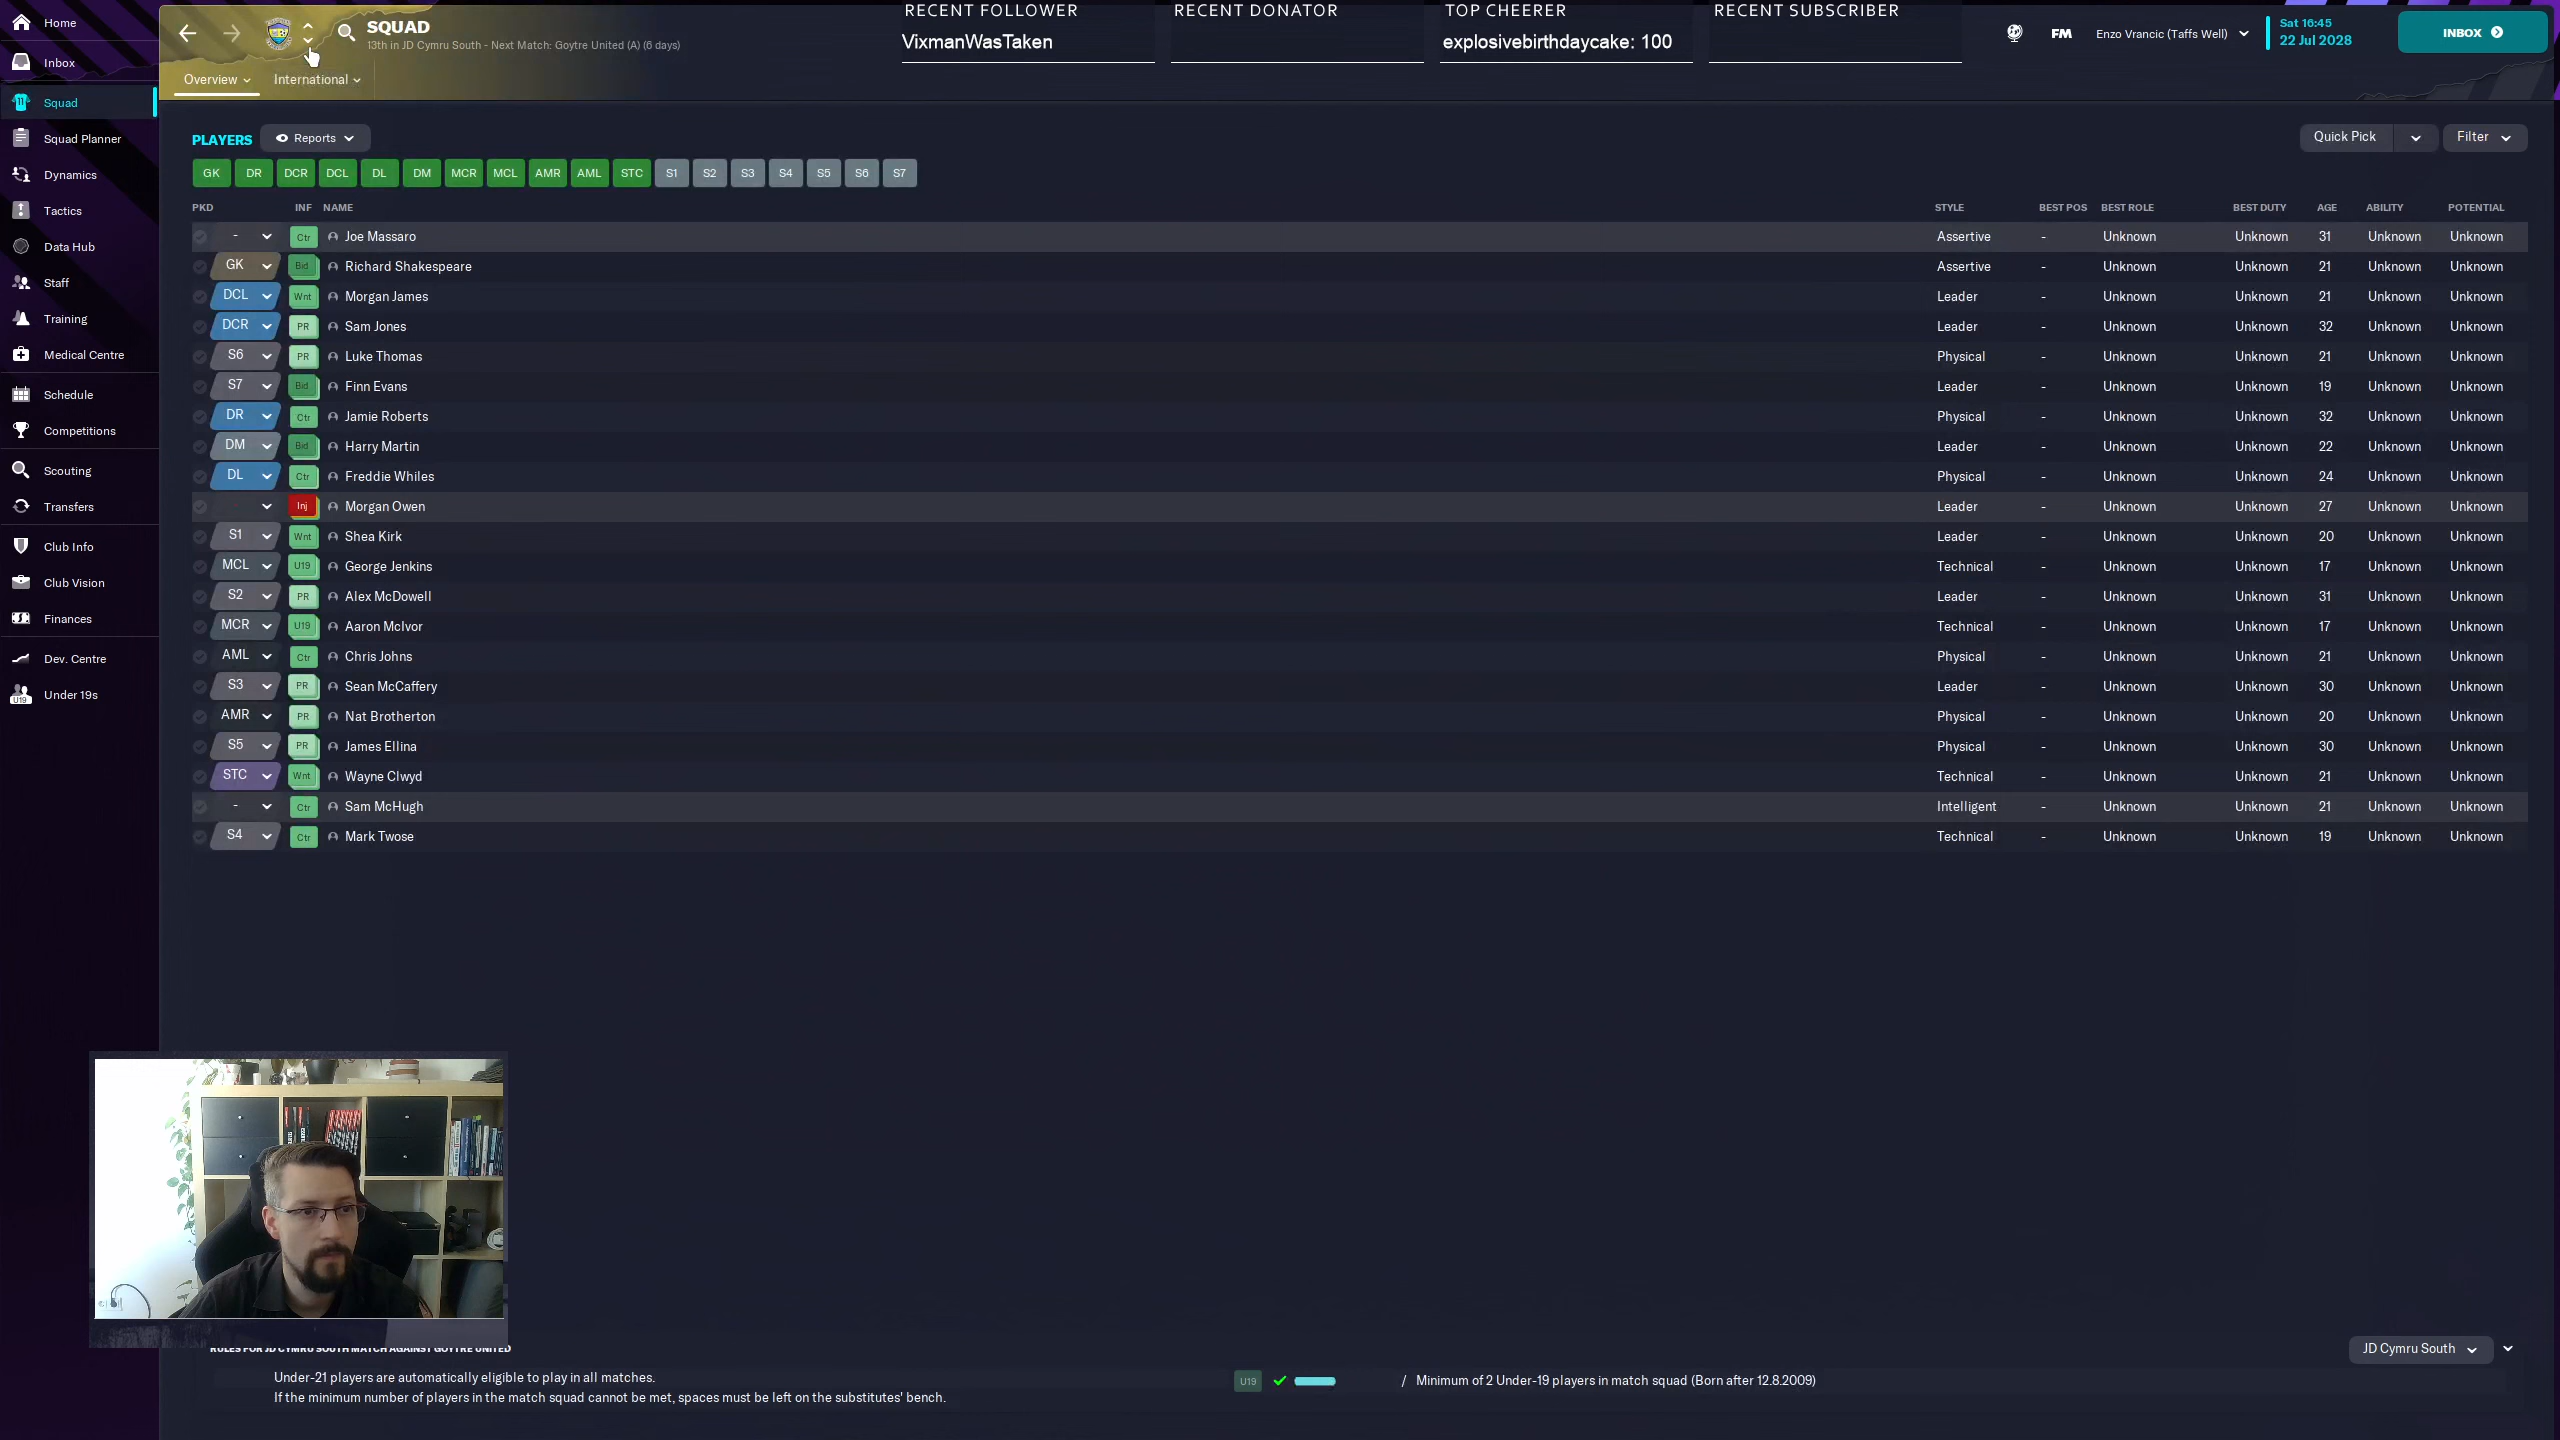 Home
Inbox
Squad
Squad Planner
Dynamics
Tactics
Data Hub
Staff
Training
Medical Centre
Schedule
Competitions
Scouting
Transfers
Club Info
Club Vision
Finances
Dev. Centre
Under 19s
SQUAD
13th in JD Cymru South - Next Match: Goytre United (A) (6 days)
Overview International
RECENT FOLLOWER RECENT DONATOR TOP CHEERER RECENT SUBSCRIBER
VixmanWasTaken explosivebirthdaycake: 100
FM Enzo Vrancic (Taffs Well) Sat 16:45 22 Jul 2028 INBOX
PLAYERS Reports Quick Pick Filter
GK DR DCR DCL DL DM MCR MCL AMR AML STC S1 S2 S3 S4 S5 S6 S7
PKD INF NAME STYLE BEST POS BEST ROLE BEST DUTY AGE ABILITY POTENTIAL
- Ctr Joe Massaro Assertive - Unknown Unknown 31 Unknown Unknown
GK Bid Richard Shakespeare Assertive - Unknown Unknown 21 Unknown Unknown
DCL Wnt Morgan James Leader - Unknown Unknown 21 Unknown Unknown
DCR PR Sam Jones Leader - Unknown Unknown 32 Unknown Unknown
S6 PR Luke Thomas Physical - Unknown Unknown 21 Unknown Unknown
S7 Bid Finn Evans Leader - Unknown Unknown 19 Unknown Unknown
DR Ctr Jamie Roberts Physical - Unknown Unknown 32 Unknown Unknown
DM Bid Harry Martin Leader - Unknown Unknown 22 Unknown Unknown
DL Ctr Freddie Whiles Physical - Unknown Unknown 24 Unknown Unknown
Inj Morgan Owen Leader - Unknown Unknown 27 Unknown Unknown
S1 Wnt Shea Kirk Leader - Unknown Unknown 20 Unknown Unknown
MCL U19 George Jenkins Technical - Unknown Unknown 17 Unknown Unknown
S2 PR Alex McDowell Leader - Unknown Unknown 31 Unknown Unknown
MCR U19 Aaron McIvor Technical - Unknown Unknown 17 Unknown Unknown
AML Ctr Chris Johns Physical - Unknown Unknown 21 Unknown Unknown
S3 PR Sean McCaffery Leader - Unknown Unknown 30 Unknown Unknown
AMR PR Nat Brotherton Physical - Unknown Unknown 20 Unknown Unknown
S5 PR James Ellina Physical - Unknown Unknown 30 Unknown Unknown
STC Wnt Wayne Clwyd Technical - Unknown Unknown 21 Unknown Unknown
- Ctr Sam McHugh Intelligent - Unknown Unknown 21 Unknown Unknown
S4 Ctr Mark Twose Technical - Unknown Unknown 19 Unknown Unknown
RULES FOR JD CYMRU SOUTH MATCH AGAINST GOYTRE UNITED JD Cymru South
Under-21 players are automatically eligible to play in all matches.
If the minimum number of players in the match squad cannot be met, spaces must be left on the substitutes' bench.
U19 / Minimum of 2 Under-19 players in match squad (Born after 12.8.2009)